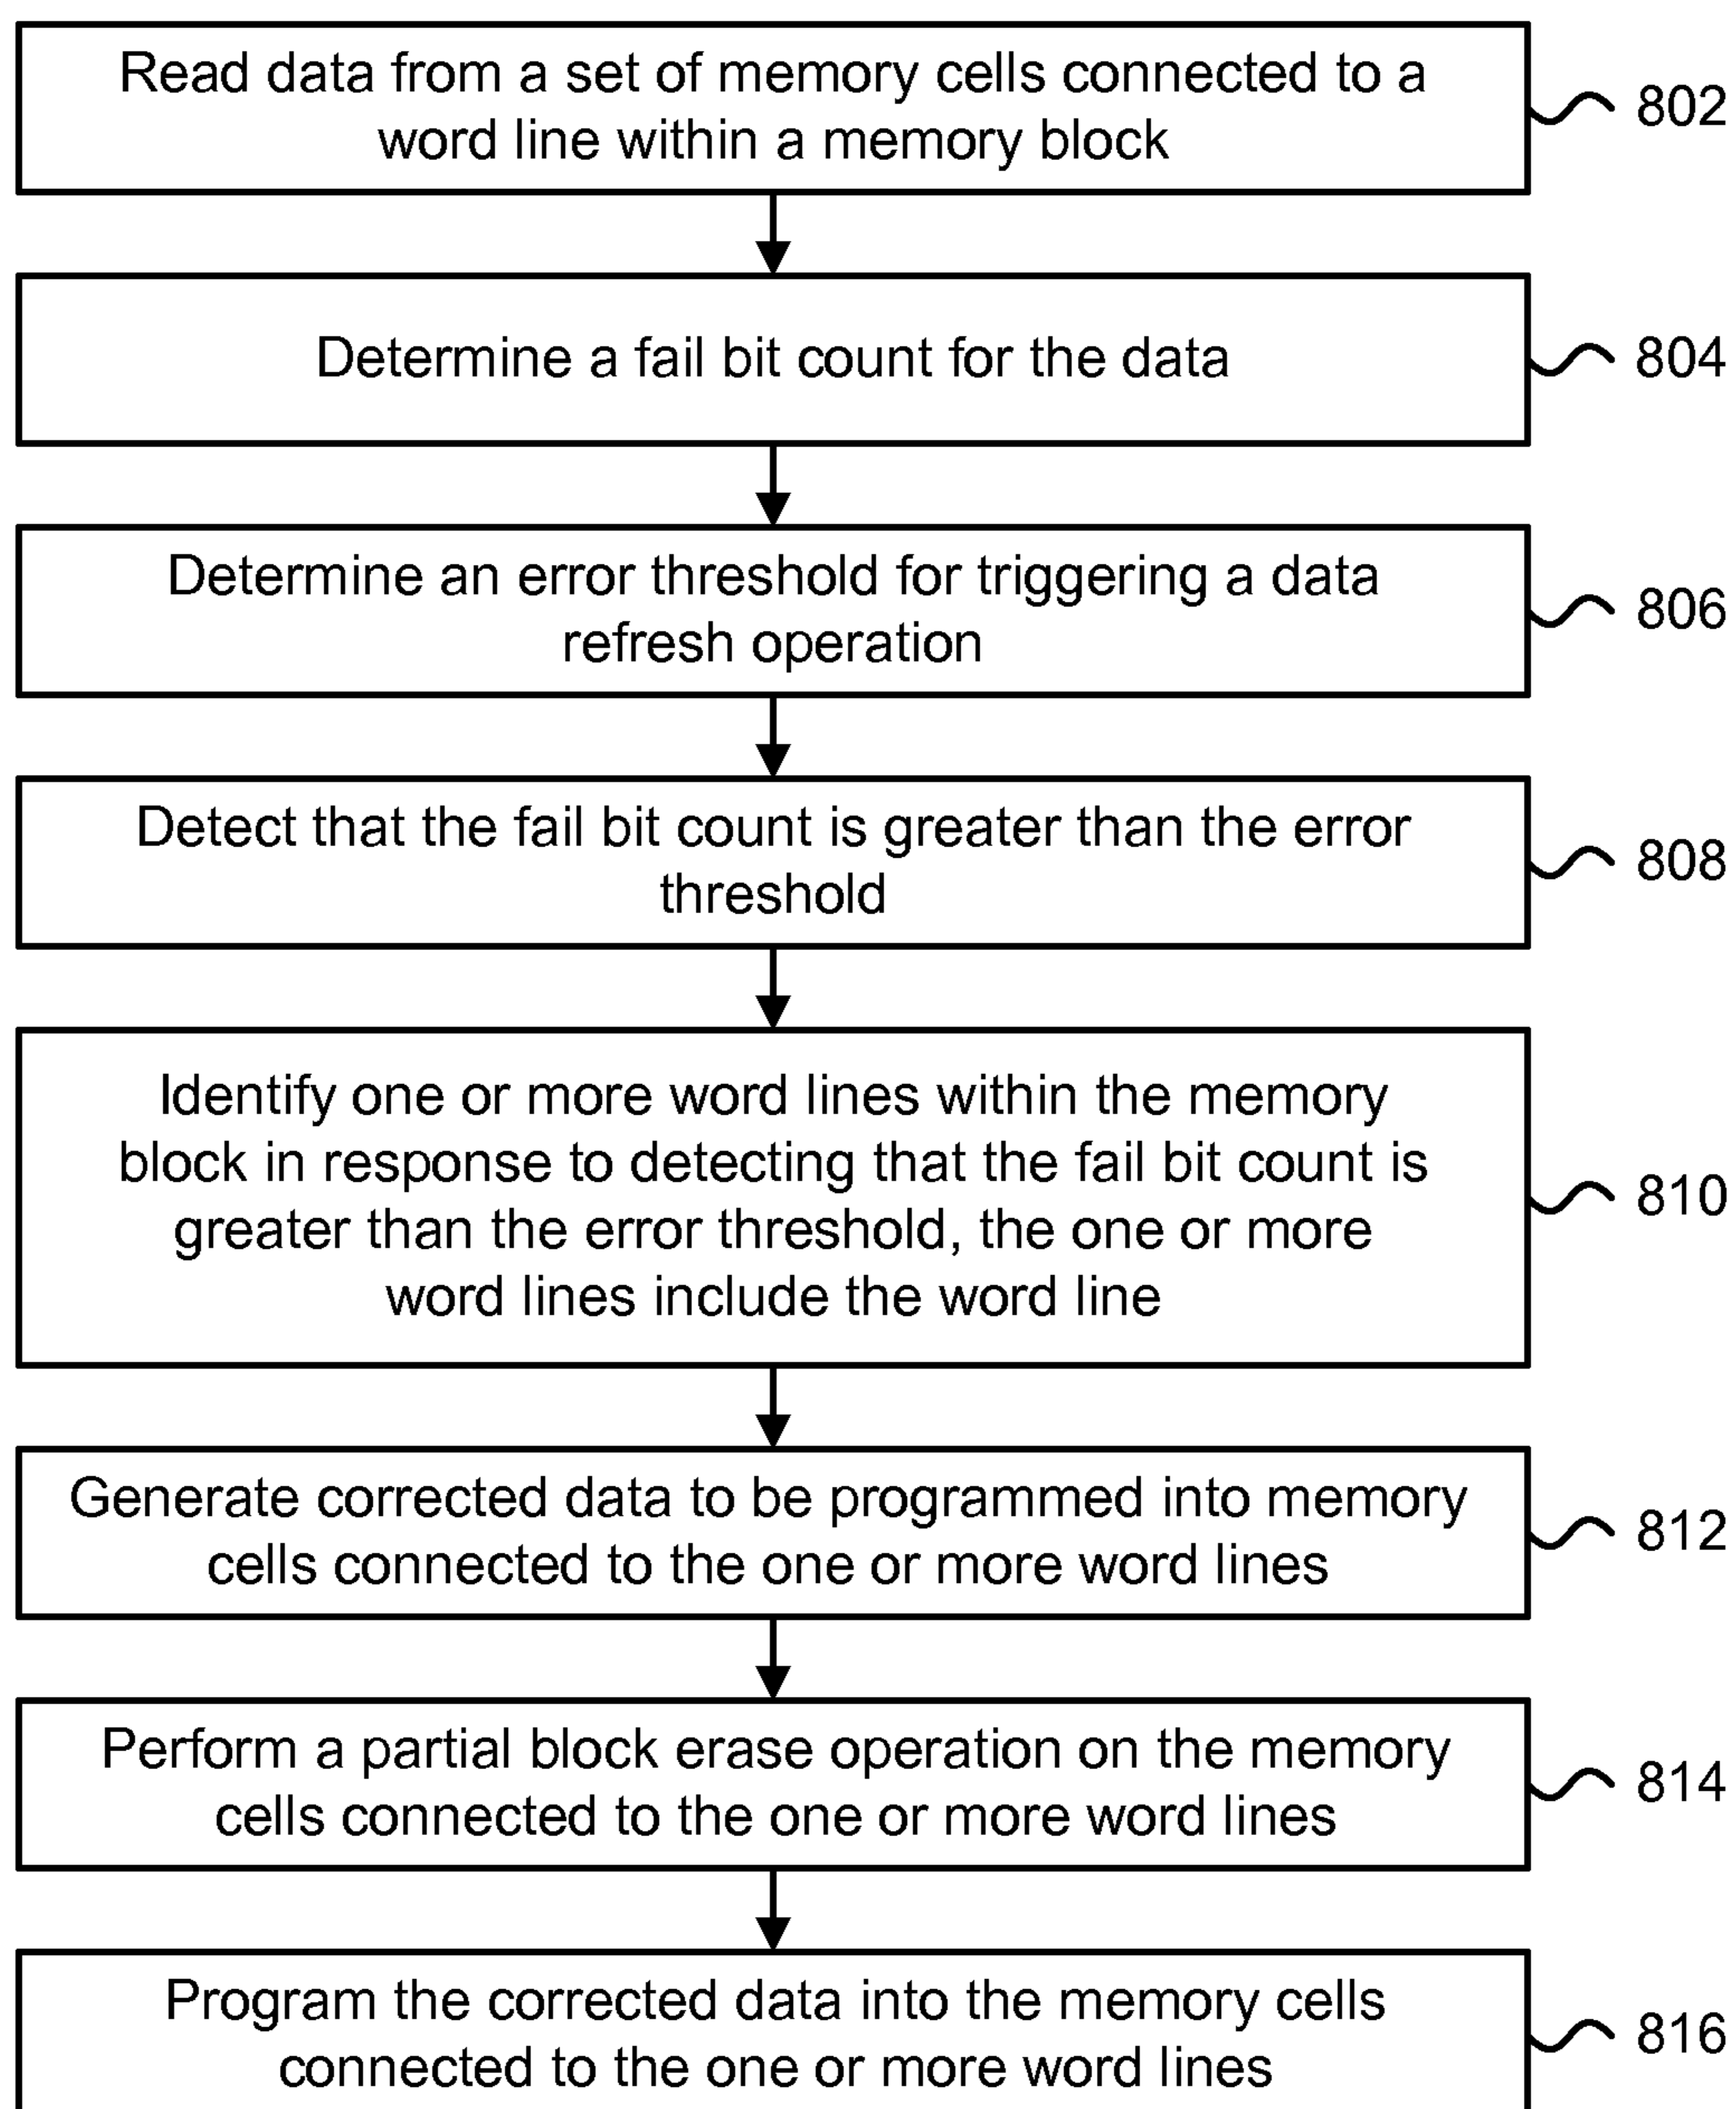 Read data from a set of memory cells connected to a
word line within a memory block
802
Determine a fail bit count for the data
804
Determine an error threshold for triggering a data
refresh operation
806
Detect that the fail bit count is greater than the error
threshold
808
Identify one or more word lines within the memory
block in response to detecting that the fail bit count is
greater than the error threshold, the one or more
word lines include the word line
810
Generate corrected data to be programmed into memory
cells connected to the one or more word lines
812
Perform a partial block erase operation on the memory
cells connected to the one or more word lines
814
Program the corrected data into the memory cells
connected to the one or more word lines
816